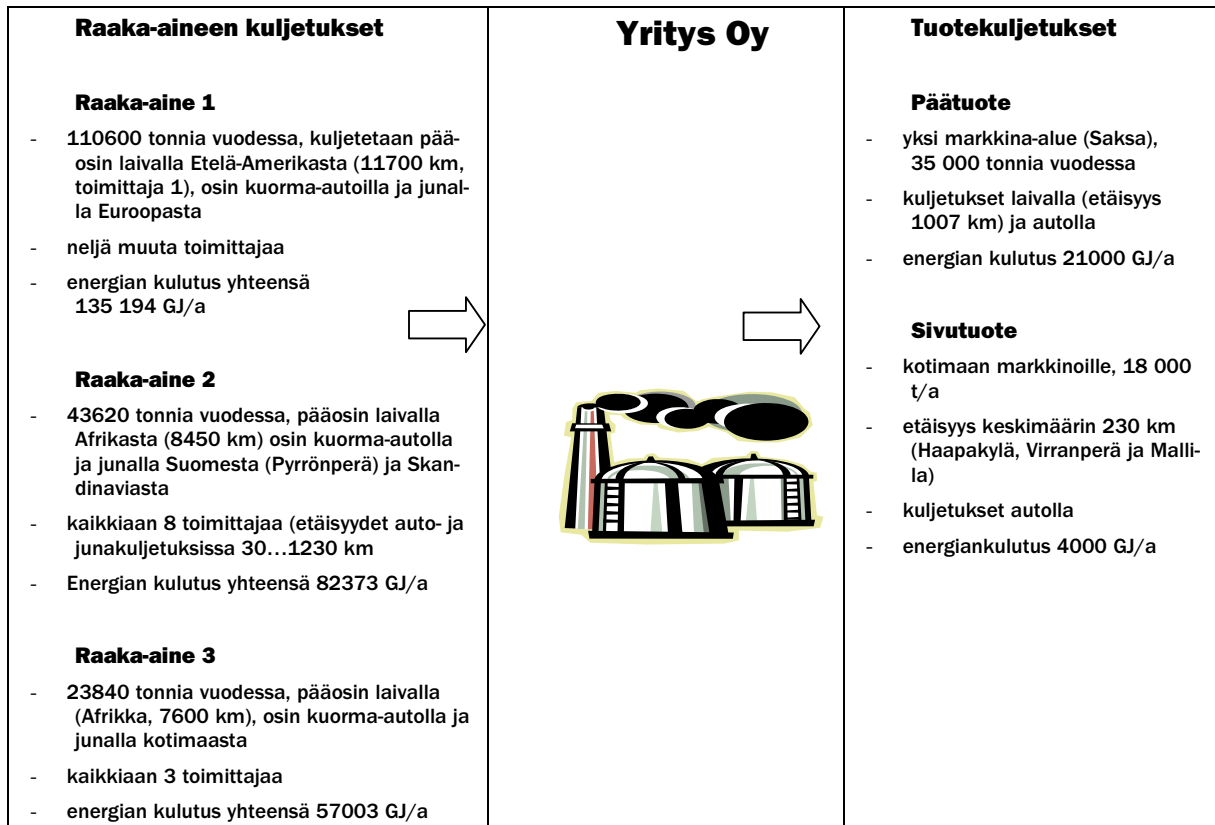 Raaka-aineen kuljetukset
Raaka-aine 1
- 110600 tonnia vuodessa, kuljetetaan pää-
osin laivalla Etelä-Amerikasta (11700 km,
toimittaja 1), osin kuorma-autoilla ja junal-
la Euroopasta
- neljä muuta toimittajaa
- energian kulutus yhteensä
135 194 GJ/a
Raaka-aine 2
- 43620 tonnia vuodessa, pääosin laivalla
Afrikasta (8450 km) osin kuorma-autolla
ja junalla Suomesta (Pyrrönperä) ja Skan-
dinaviasta
- kaikkiaan 8 toimittajaa (etäisyydet auto- ja
junakuljetuksissa 30…1230 km
- Energian kulutus yhteensä 82373 GJ/a
Raaka-aine 3
- 23840 tonnia vuodessa, pääosin laivalla
(Afrikka, 7600 km), osin kuorma-autolla ja
junalla kotimaasta
- kaikkiaan 3 toimittajaa
- energian kulutus yhteensä 57003 GJ/a
Yritys Oy
Tuotekuljetukset
Päätuote
- yksi markkina-alue (Saksa),
35 000 tonnia vuodessa
- kuljetukset laivalla (etäisyys
1007 km) ja autolla
- energian kulutus 21000 GJ/a
Sivutuote
- kotimaan markkinoille, 18 000
t/a
- etäisyys keskimäärin 230 km
(Haapakylä, Virranperä ja Malli-
la)
- kuljetukset autolla
- energiankulutus 4000 GJ/a